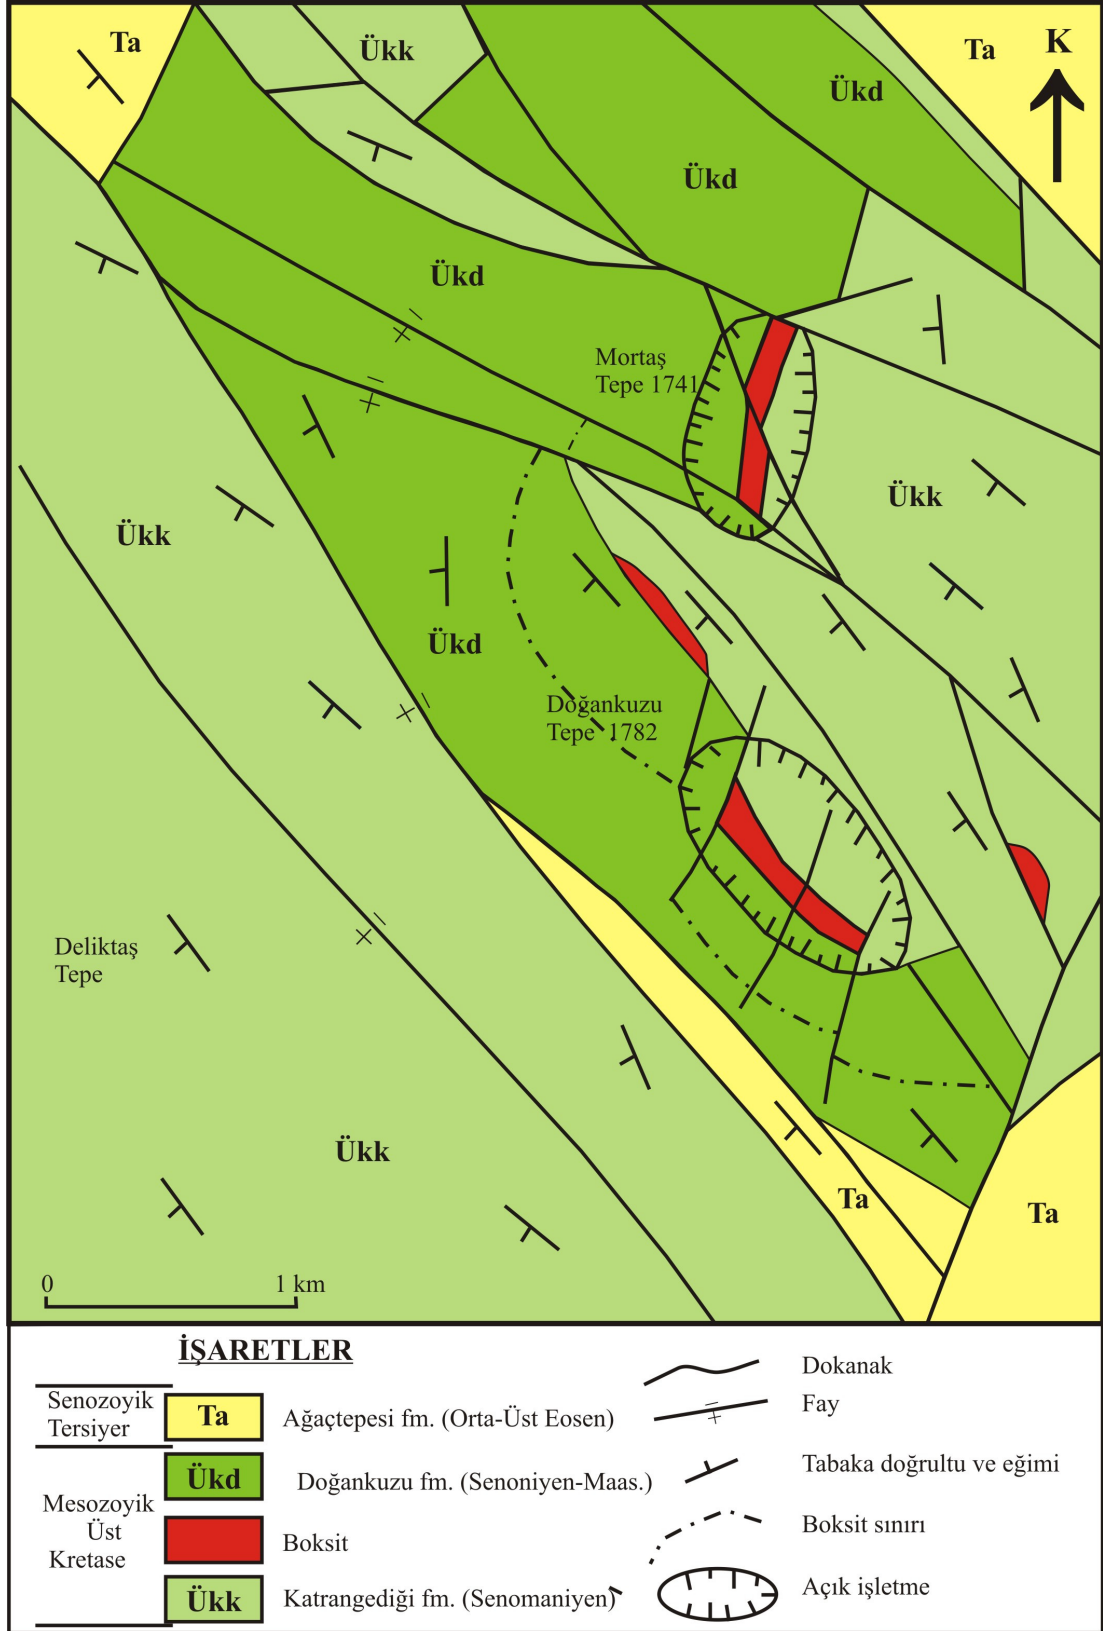 Ta
Ükk
Ta
K
Ükd
Ükd
Ükd
Mortaş
Tepe 1741
Ükk
Ükk
Ükd
Doğankuzu
Tepe 1782
Deliktaş
Tepe
Ükk
Ta
Ta
0 1 km
İŞARETLER
Senozoyik
Tersiyer
Ta
Ağaçtepesi fm. (Orta-Üst Eosen)
Mesozoyik
Üst
Kretase
Ükd
Doğankuzu fm. (Senoniyen-Maas.)
Boksit
Ükk
Katrangediği fm. (Senomaniyen)
Dokanak
Fay
Tabaka doğrultu ve eğimi
Boksit sınırı
Açık işletme